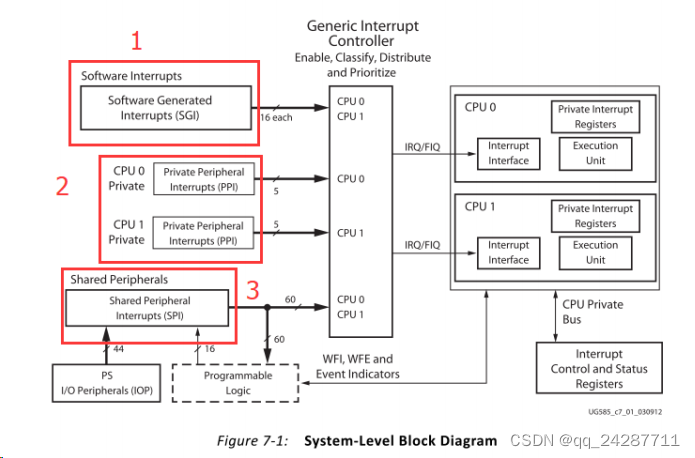 Generic Interrupt
Controller
Enable, Classify, Distribute
and Prioritize
1
Software Interrupts
Software Generated
Interrupts (SGI)
16 each
CPU 0
CPU 1
2
CPU 0
Private
Private Peripheral
Interrupts (PPI)
5
CPU 0
CPU 1
Private
Private Peripheral
Interrupts (PPI)
5
CPU 1
Shared Peripherals
3
Shared Peripheral
Interrupts (SPI)
60
CPU 0
CPU 1
60
44
16
PS
I/O Peripherals (IOP)
Programmable
Logic
WFI, WFE and
Event Indicators
IRQ/FIQ
CPU 0
Private Interrupt
Registers
Interrupt
Interface
Execution
Unit
IRQ/FIQ
CPU 1
Private Interrupt
Registers
Interrupt
Interface
Execution
Unit
CPU Private
Bus
Interrupt
Control and Status
Registers
UG585_c7_01_030912
Figure 7-1: System-Level Block Diagram
CSDN @qq_24287711